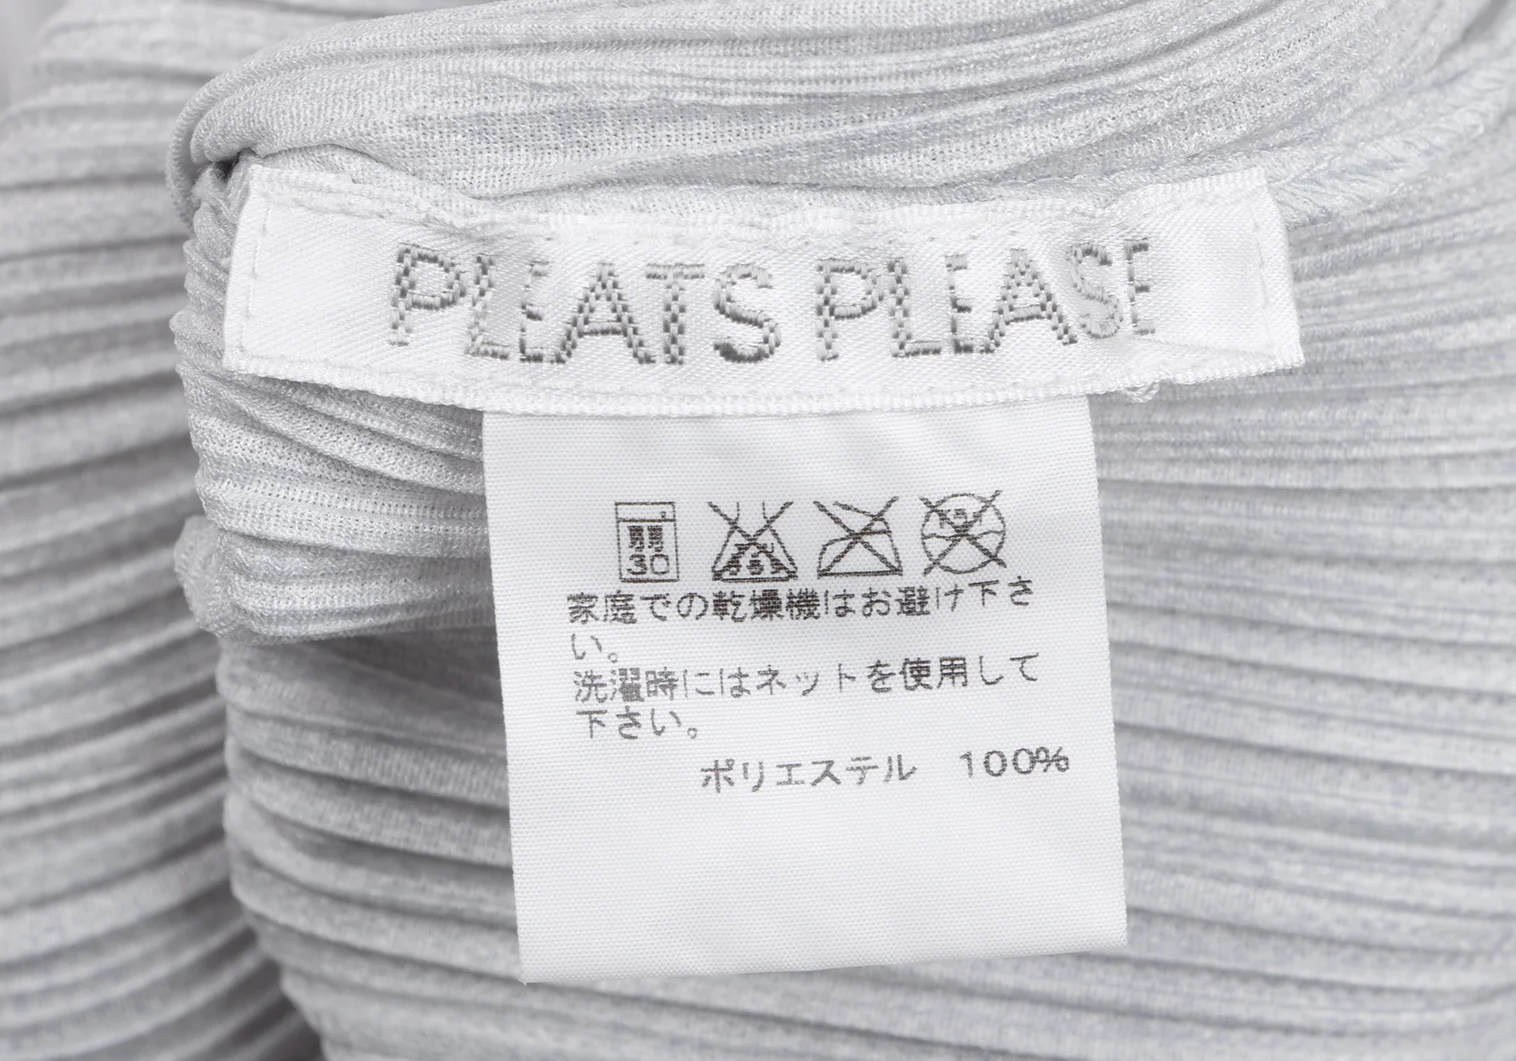 PLEATS PLEASE
弱
30
家庭での乾燥機はお避け下さ
い。
洗濯時にはネットを使用して
下さい。
ポリエステル　100%